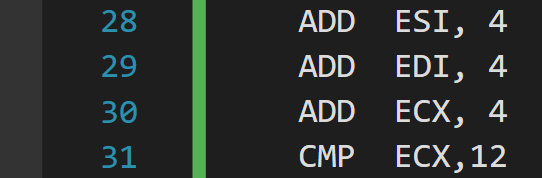 28 ADD ESI, 4
29 ADD EDI, 4
30 ADD ECX, 4
31 CMP ECX,12